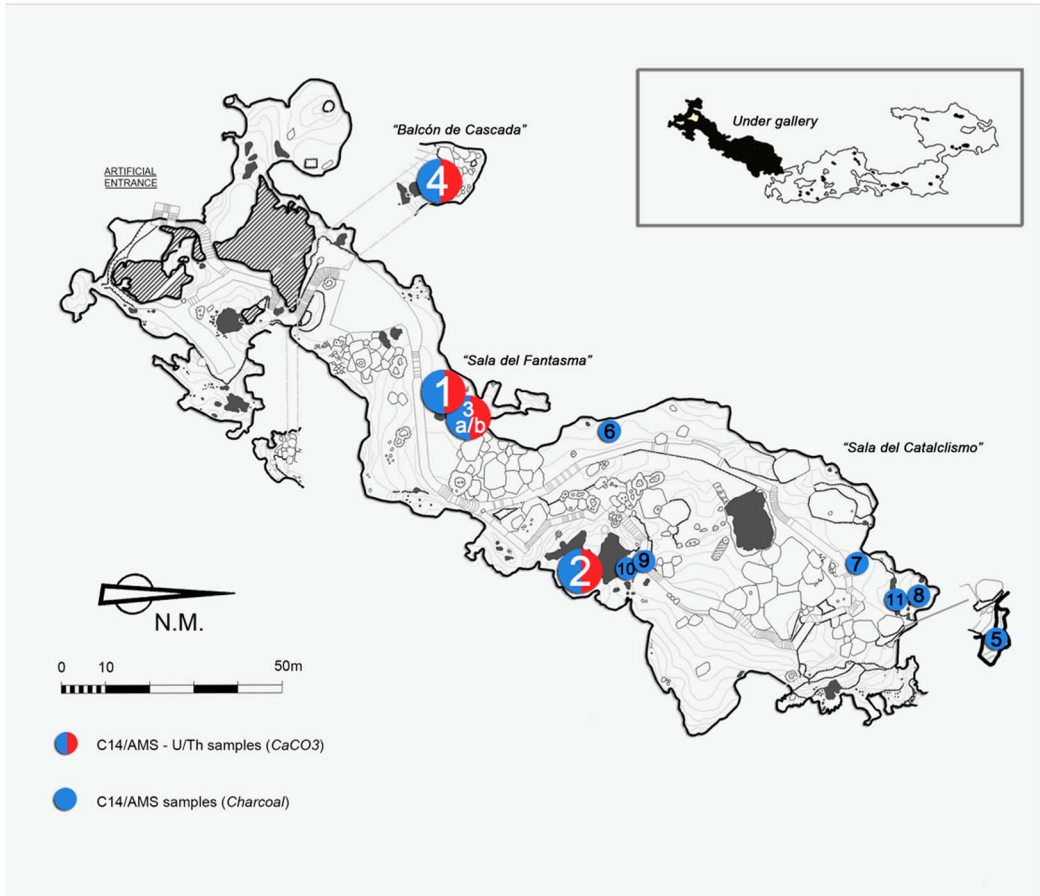 "Balcón de Cascada"
Under gallery
ARTIFICIAL
ENTRANCE
4
"Sala del Fantasma"
1
3
a/b
6
"Sala del Catalclismo"
2
10
9
7
11
8
5
N.M.
0 10 50m
C14/AMS - U/Th samples (CaCO3)
C14/AMS samples (Charcoal)